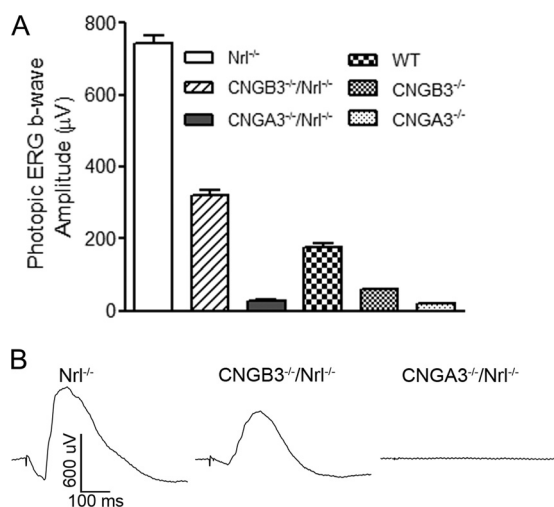 A
Photopic ERG b-wave
Amplitude (μV)
800
600
400
200
0
Nrl-/-
CNGB3-/-/Nrl-/-
CNGA3-/-/Nrl-/-
WT
CNGB3-/-
CNGA3-/-
B
Nrl-/-
CNGB3-/-/Nrl-/-
CNGA3-/-/Nrl-/-
600 uV
100 ms